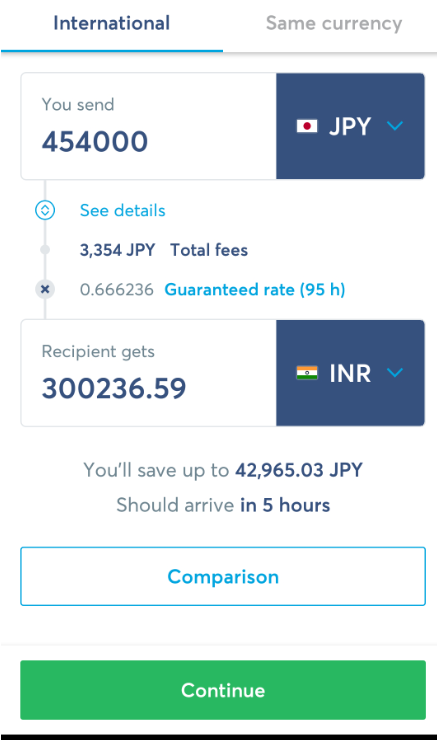 International Same currency
You send
454000
JPY
See details
3,354 JPY Total fees
0.666236 Guaranteed rate (95 h)
Recipient gets
300236.59
INR
You'll save up to 42,965.03 JPY
Should arrive in 5 hours
Comparison
Continue